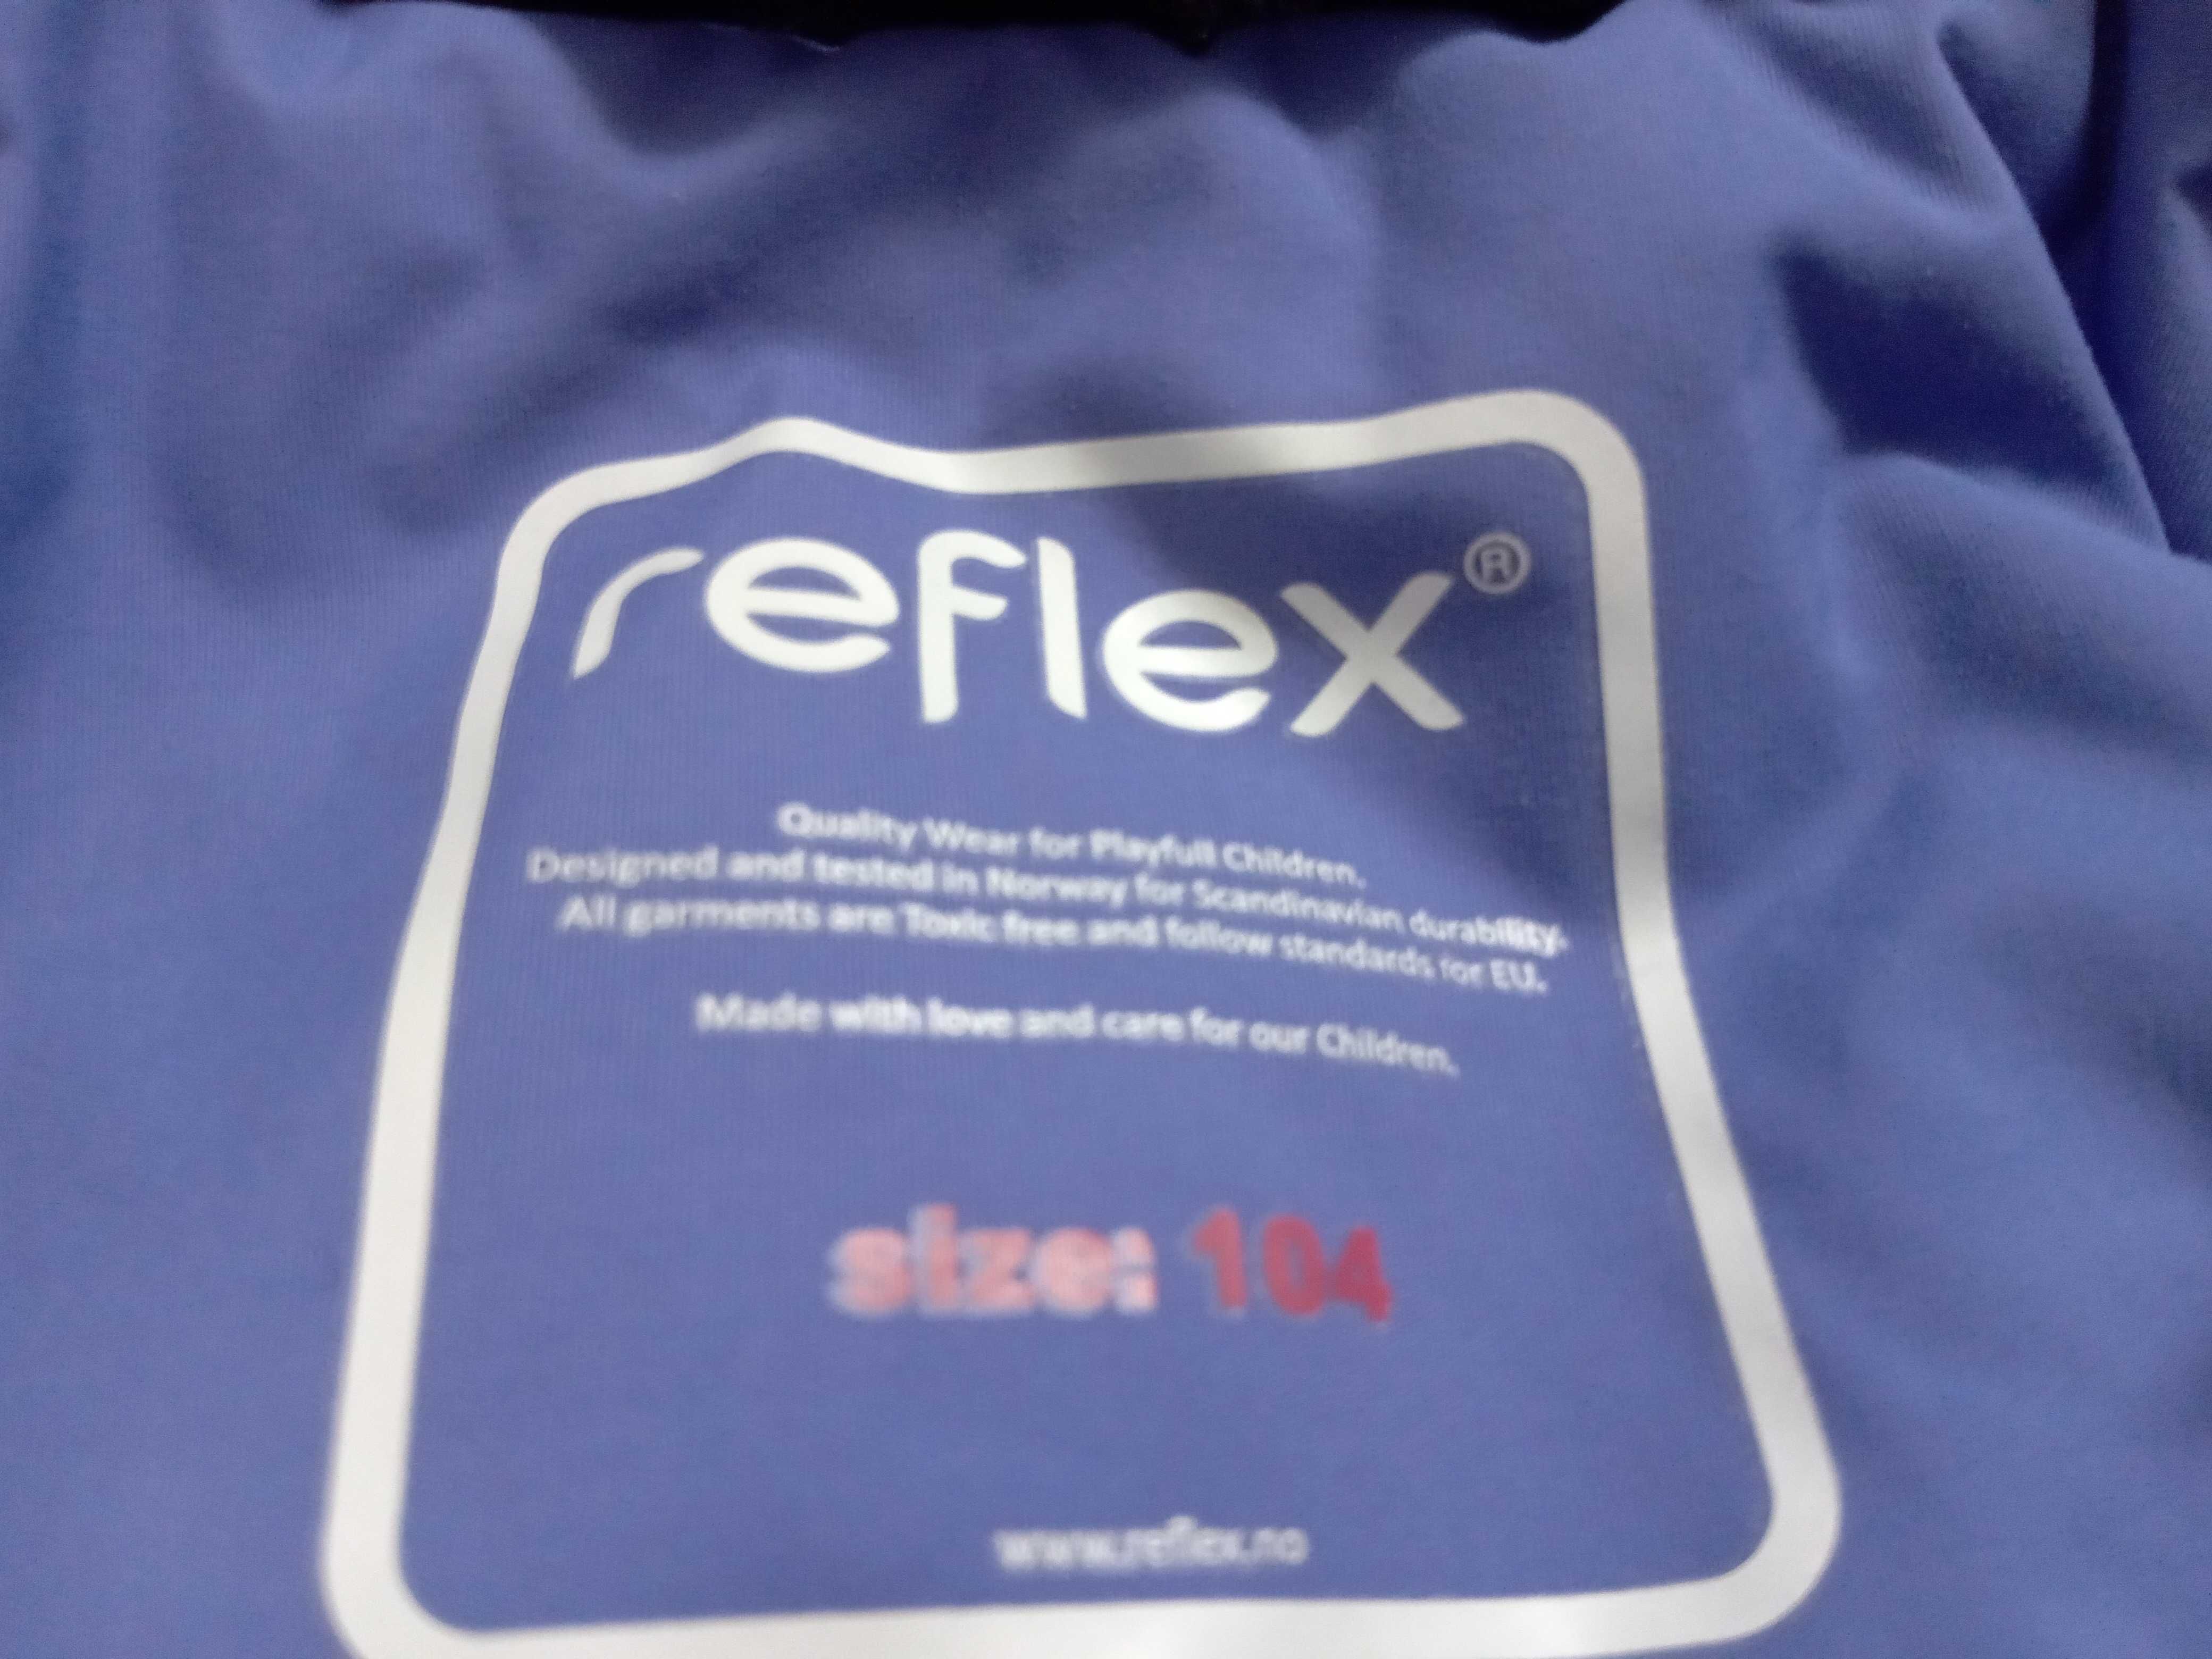 reflex®
Quality Wear for Playfull Children.
Designed and tested in Norway for Scandinavian durability.
All garments are Toxic free and follow standards for EU.
Made with love and care for our Children.
size: 104
www.reflex.no